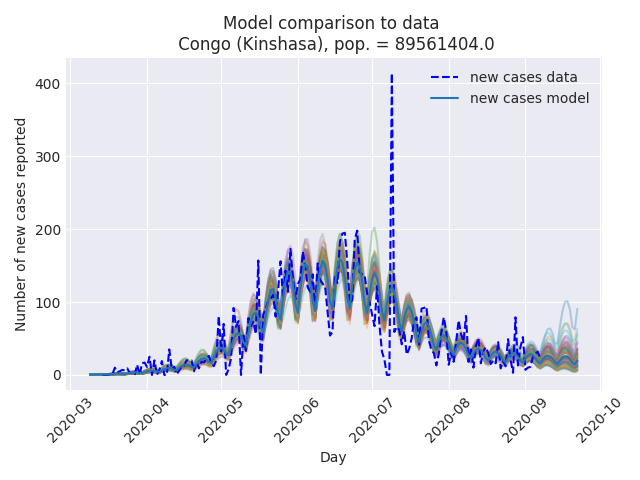 Model comparison to data
Congo (Kinshasa), pop. = 89561404.0
new cases data
new cases model
Number of new cases reported
400
300
200
100
0
2020-03
2020-04
2020-05
2020-06
2020-07
2020-08
2020-09
2020-10
Day